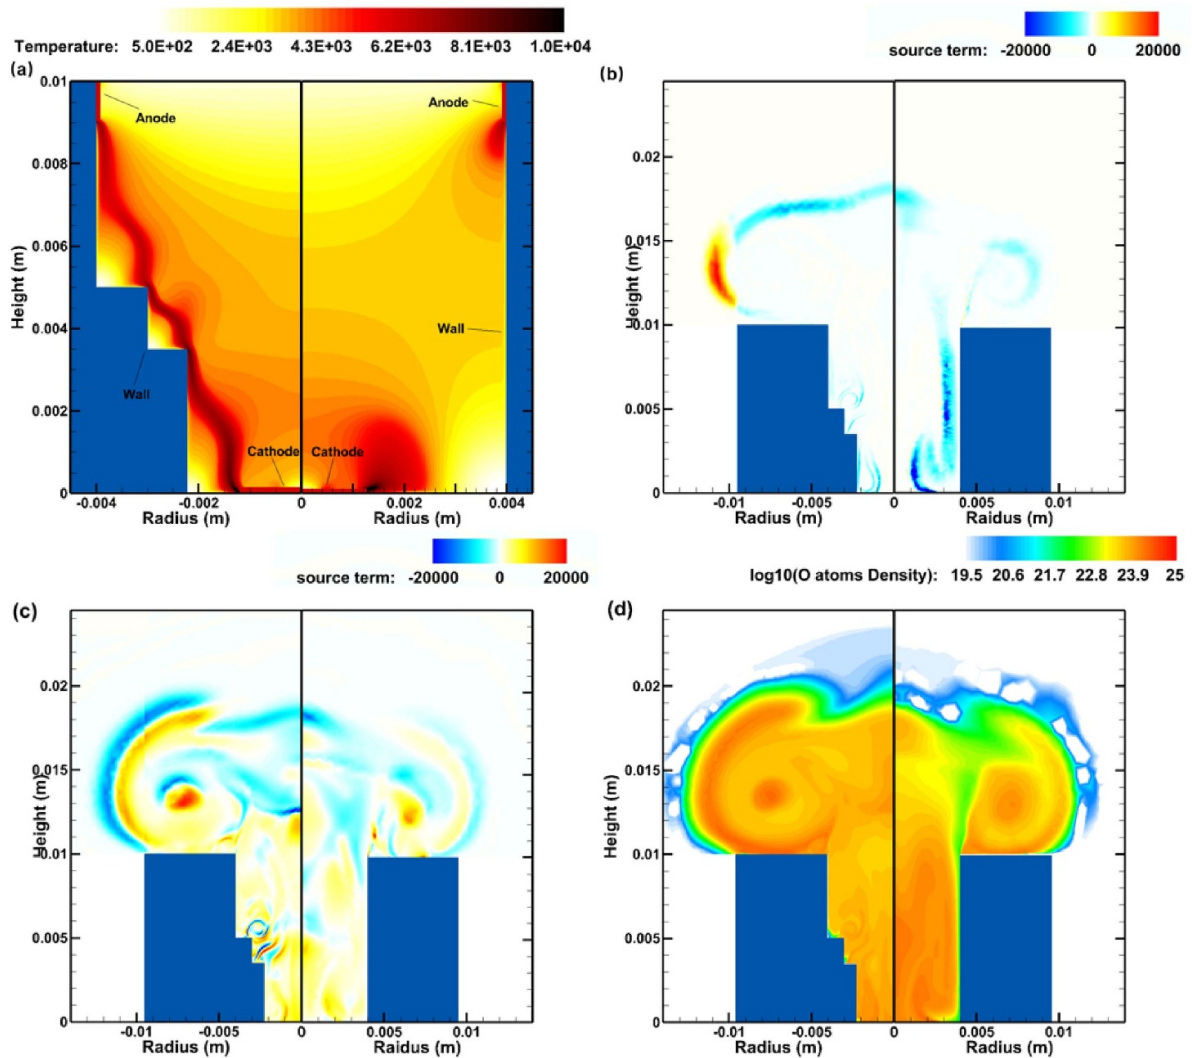 Temperature: 5.0E+02 2.4E+03 4.3E+03 6.2E+03 8.1E+03 1.0E+04
(a)
0.01
0.008
0.006
0.004
0.002
0
Height (m)
Anode
Anode
Wall
Wall
Cathode
Cathode
-0.004 -0.002 0 0.002 0.004
Radius (m) Radius (m)
source term: -20000 0 20000
(b)
0.02
0.015
0.01
0.005
0
Height (m)
-0.01 -0.005 0 0.005 0.01
Radius (m) Raidus (m)
source term: -20000 0 20000
(c)
0.02
0.015
0.01
0.005
0
Height (m)
-0.01 -0.005 0 0.005 0.01
Radius (m) Raidus (m)
log10(O atoms Density): 19.5 20.6 21.7 22.8 23.9 25
(d)
0.02
0.015
0.01
0.005
0
Height (m)
-0.01 -0.005 0 0.005 0.01
Radius (m) Radius (m)